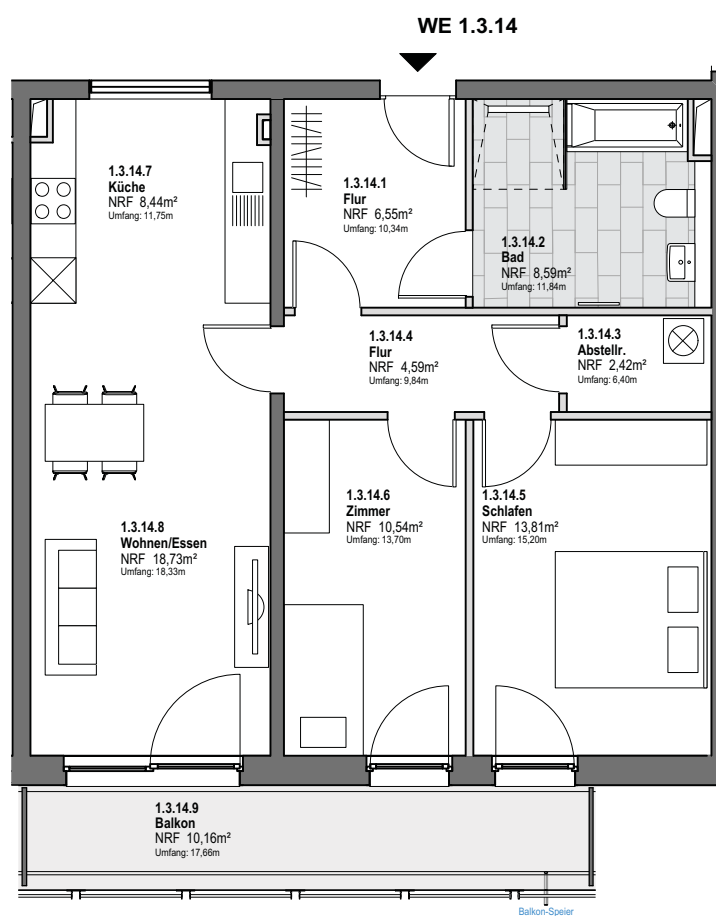 WE 1.3.14
1.3.14.7
Küche
NRF 8,44m²
Umfang: 11,75m
1.3.14.1
Flur
NRF 6,55m²
Umfang: 10,34m
1.3.14.2
Bad
NRF 8,59m²
Umfang: 11,84m
1.3.14.4
Flur
NRF 4,59m²
Umfang: 9,84m
1.3.14.3
Abstellr.
NRF 2,42m²
Umfang: 6,40m
1.3.14.8
Wohnen/Essen
NRF 18,73m²
Umfang: 18,33m
1.3.14.6
Zimmer
NRF 10,54m²
Umfang: 13,70m
1.3.14.5
Schlafen
NRF 13,81m²
Umfang: 15,20m
1.3.14.9
Balkon
NRF 10,16m²
Umfang: 17,66m
Balkon-Speier